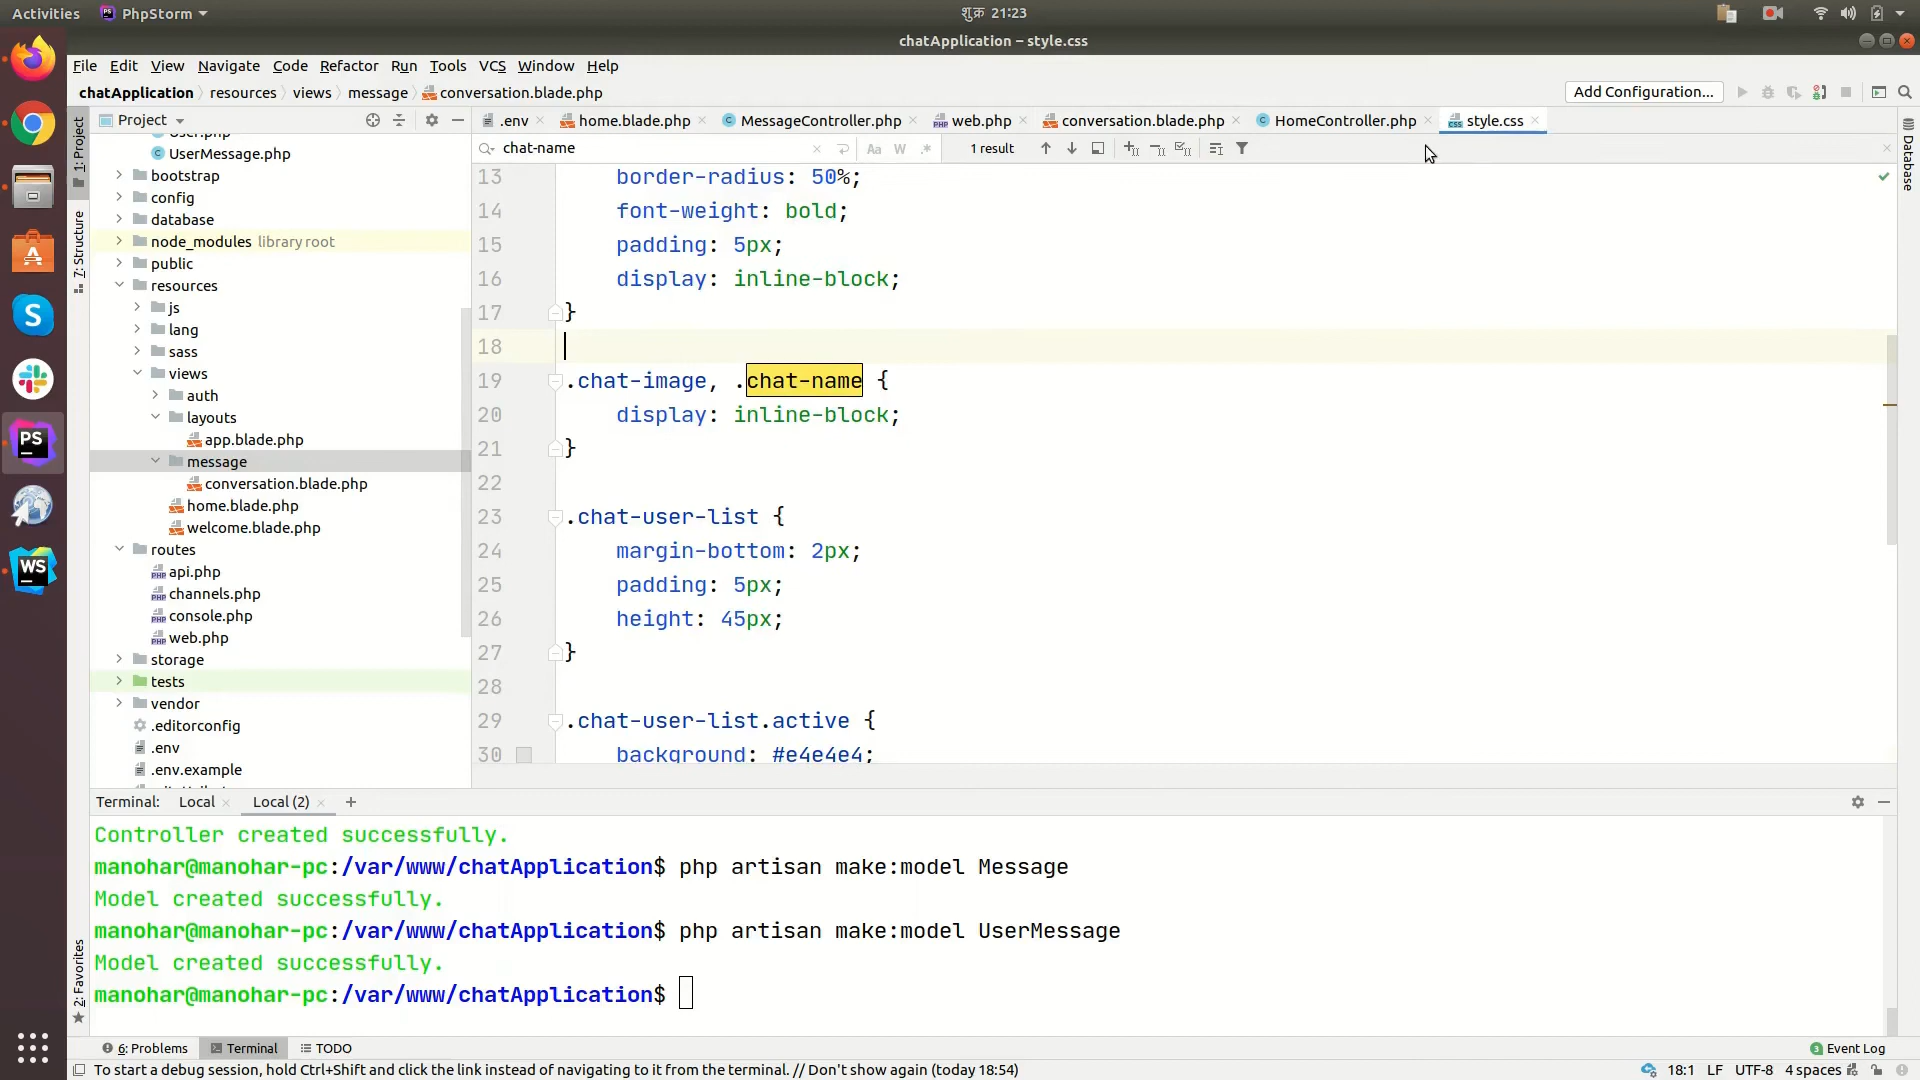 Activities PhpStorm शुक्र 21:23
chatApplication – style.css
File Edit View Navigate Code Refactor Run Tools VCS Window Help
chatApplication resources views message conversation.blade.php Add Configuration...
Project .env home.blade.php MessageController.php web.php conversation.blade.php HomeController.php style.css
chat-name Aa W .* 1 result
1: Project
7: Structure
2: Favorites
Database
UserMessage.php
bootstrap
config
database
node_modules library root
public
resources
js
lang
sass
views
auth
layouts
app.blade.php
message
conversation.blade.php
home.blade.php
welcome.blade.php
routes
api.php
channels.php
console.php
web.php
storage
tests
vendor
.editorconfig
.env
.env.example
13 border-radius: 50%;
14 font-weight: bold;
15 padding: 5px;
16 display: inline-block;
17 }
18
19 .chat-image, .chat-name {
20 display: inline-block;
21 }
22
23 .chat-user-list {
24 margin-bottom: 2px;
25 padding: 5px;
26 height: 45px;
27 }
28
29 .chat-user-list.active {
30 background: #e4e4e4;
Terminal: Local Local (2) +
Controller created successfully.
manohar@manohar-pc:/var/www/chatApplication$ php artisan make:model Message
Model created successfully.
manohar@manohar-pc:/var/www/chatApplication$ php artisan make:model UserMessage
Model created successfully.
manohar@manohar-pc:/var/www/chatApplication$
6: Problems Terminal TODO 3 Event Log
To start a debug session, hold Ctrl+Shift and click the link instead of navigating to it from the terminal. // Don't show again (today 18:54) 18:1 LF UTF-8 4 spaces
S
PS
WS